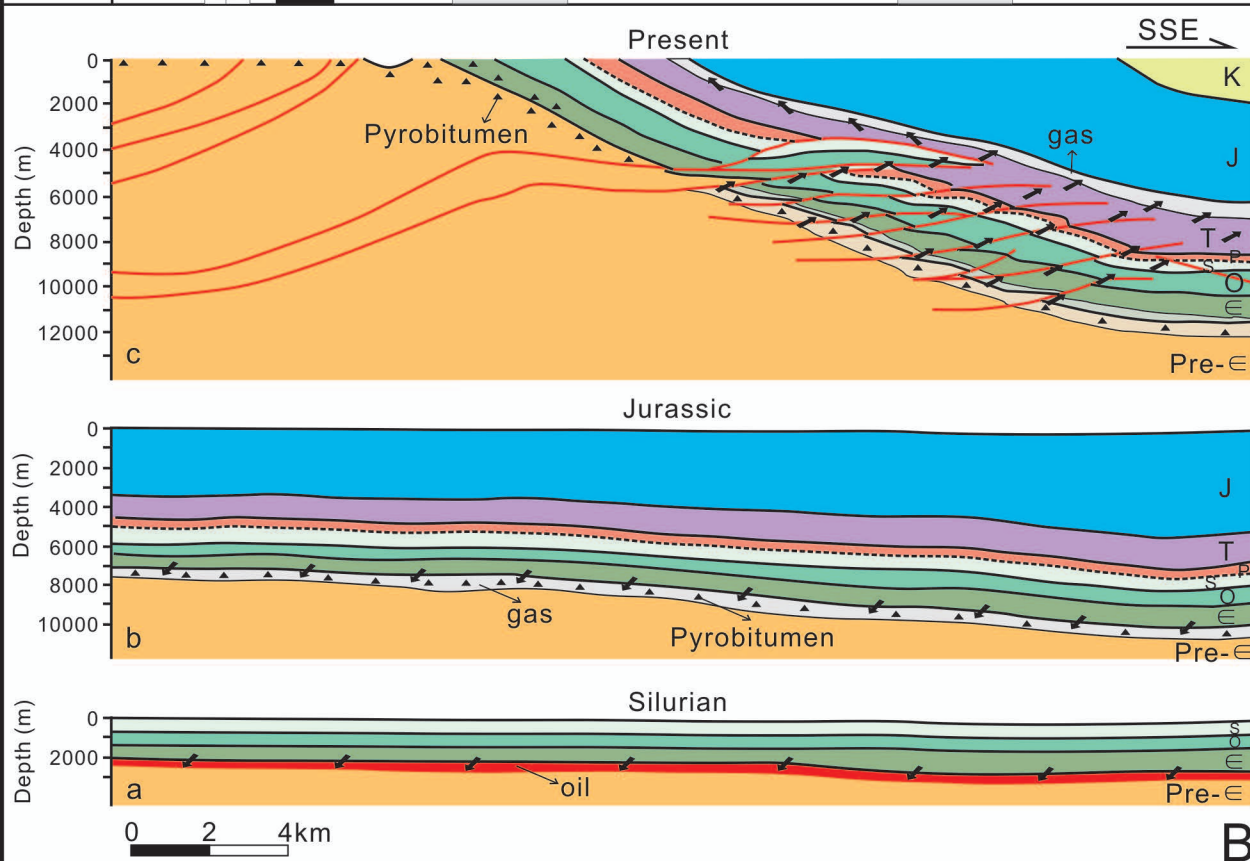 Present
SSE
0
2000
4000
6000
8000
10000
12000
Depth (m)
Pyrobitumen
gas
K
J
T
P
S
O
∈
Pre-∈
c
Jurassic
0
2000
4000
6000
8000
10000
Depth (m)
gas
Pyrobitumen
J
T
P
S
O
∈
Pre-∈
b
Silurian
0
2000
Depth (m)
oil
S
O
∈
Pre-∈
a
0 2 4km
B